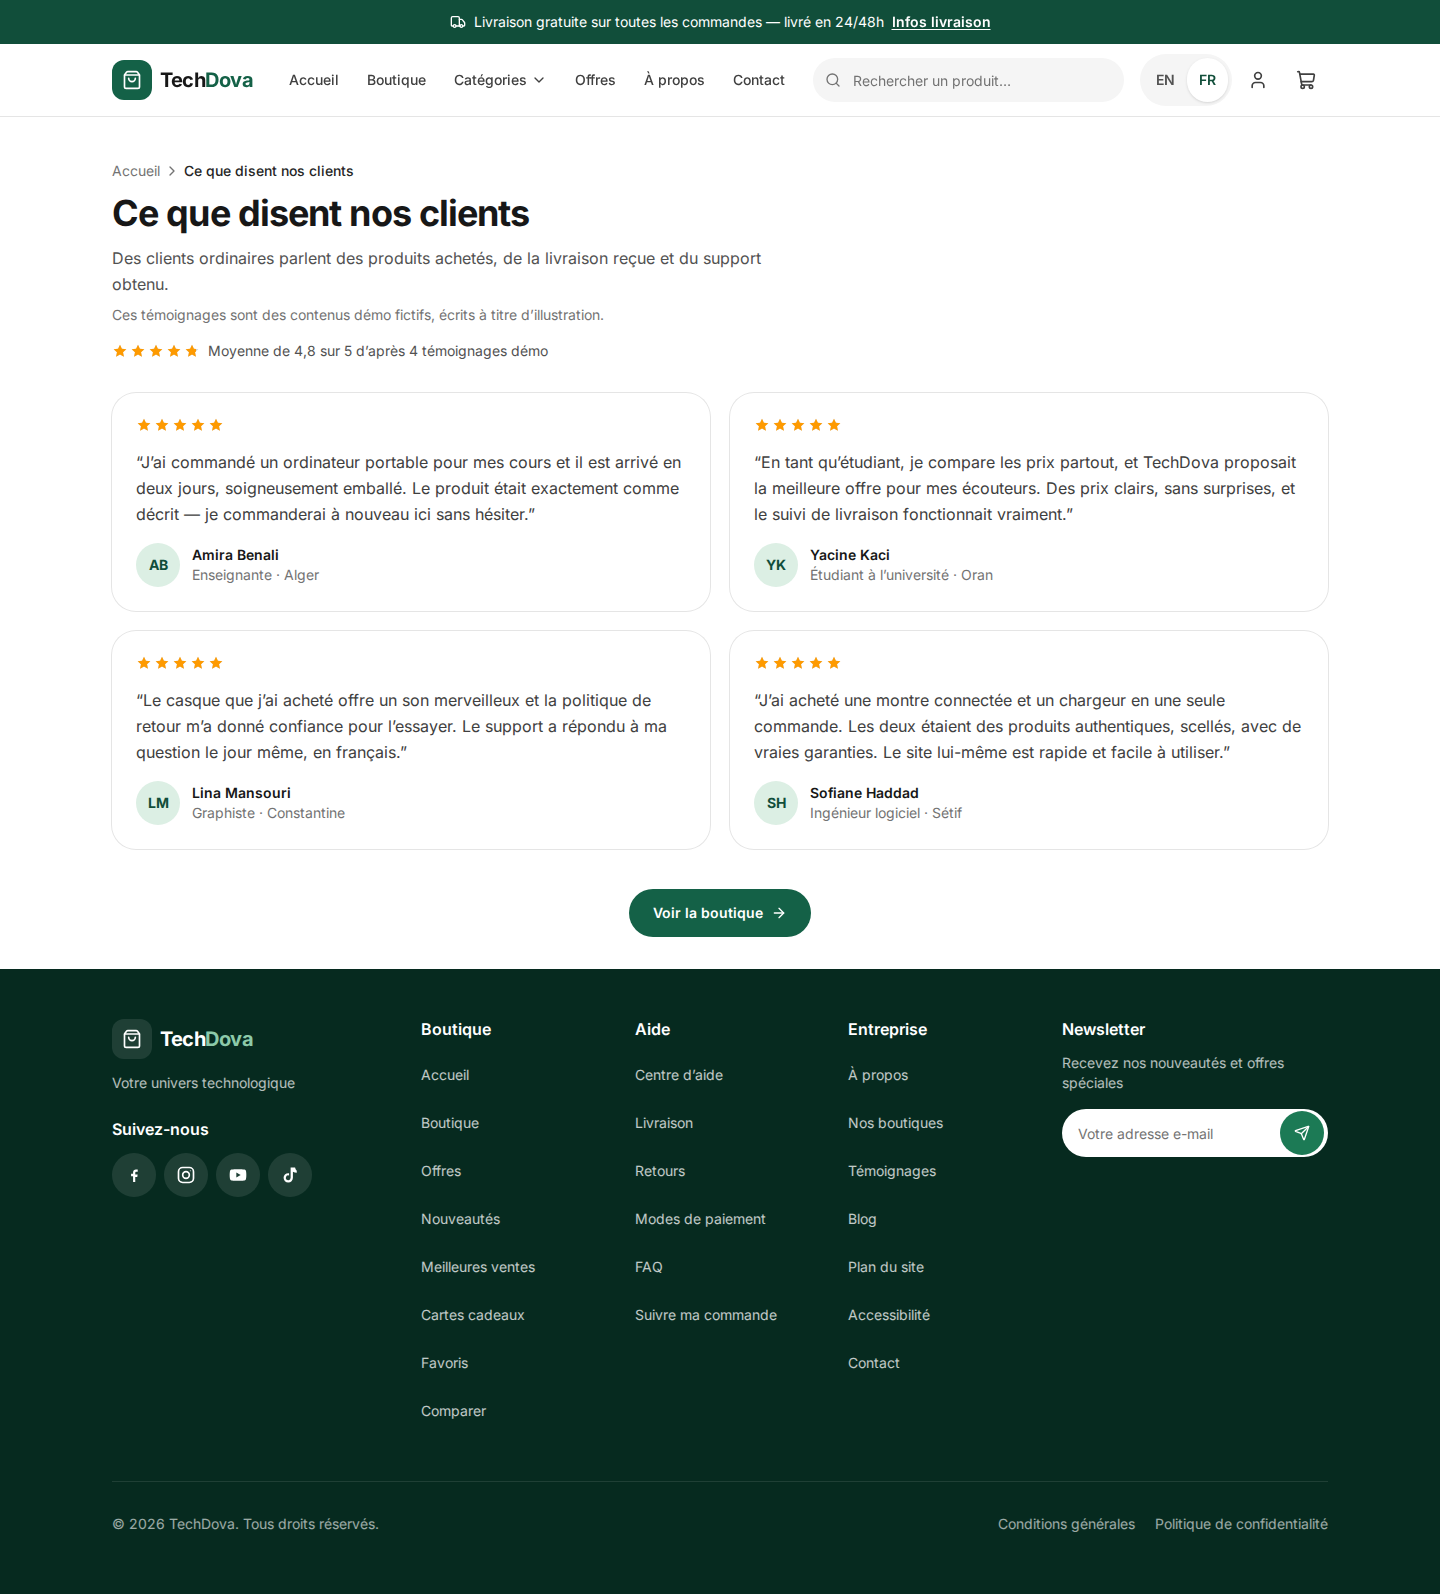 Livraison gratuite sur toutes les commandes — livré en 24/48h Infos livraison
TechDova
Accueil
Boutique
Catégories
Offres
À propos
Contact
Rechercher un produit...
EN
FR
Accueil
Ce que disent nos clients
Ce que disent nos clients
Des clients ordinaires parlent des produits achetés, de la livraison reçue et du support
obtenu.
Ces témoignages sont des contenus démo fictifs, écrits à titre d’illustration.
Moyenne de 4,8 sur 5 d’après 4 témoignages démo
“J’ai commandé un ordinateur portable pour mes cours et il est arrivé en
deux jours, soigneusement emballé. Le produit était exactement comme
décrit — je commanderai à nouveau ici sans hésiter.”
AB
Amira Benali
Enseignante · Alger
“En tant qu’étudiant, je compare les prix partout, et TechDova proposait
la meilleure offre pour mes écouteurs. Des prix clairs, sans surprises, et
le suivi de livraison fonctionnait vraiment.”
YK
Yacine Kaci
Étudiant à l’université · Oran
“Le casque que j’ai acheté offre un son merveilleux et la politique de
retour m’a donné confiance pour l’essayer. Le support a répondu à ma
question le jour même, en français.”
LM
Lina Mansouri
Graphiste · Constantine
“J’ai acheté une montre connectée et un chargeur en une seule
commande. Les deux étaient des produits authentiques, scellés, avec de
vraies garanties. Le site lui-même est rapide et facile à utiliser.”
SH
Sofiane Haddad
Ingénieur logiciel · Sétif
Voir la boutique
TechDova
Votre univers technologique
Suivez-nous
Boutique
Accueil
Boutique
Offres
Nouveautés
Meilleures ventes
Cartes cadeaux
Favoris
Comparer
Aide
Centre d’aide
Livraison
Retours
Modes de paiement
FAQ
Suivre ma commande
Entreprise
À propos
Nos boutiques
Témoignages
Blog
Plan du site
Accessibilité
Contact
Newsletter
Recevez nos nouveautés et offres
spéciales
Votre adresse e-mail
© 2026 TechDova. Tous droits réservés.
Conditions générales
Politique de confidentialité